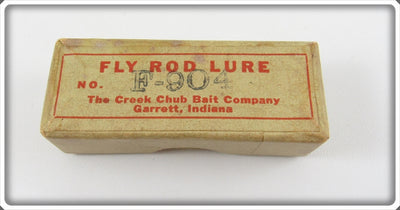 FLY ROD LURE
NO. F-904
The Creek Chub Bait Company
Garrett, Indiana